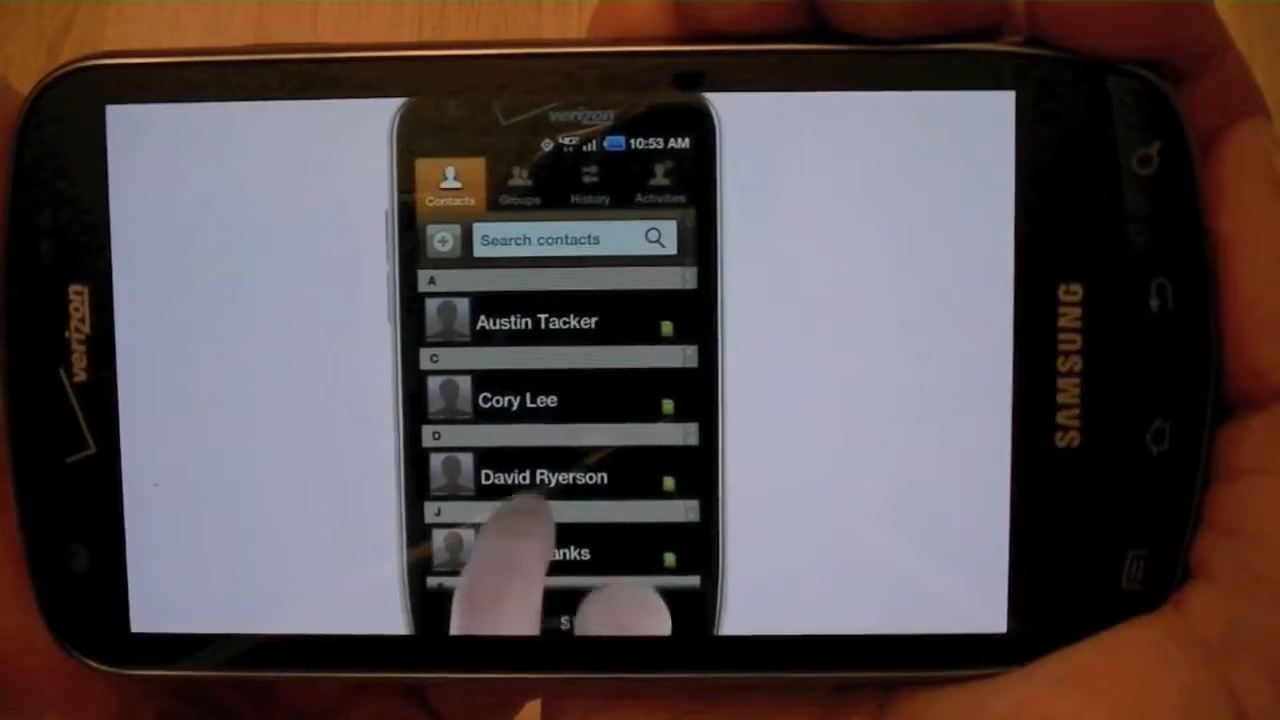 verizon
verizon
4G
10:53 AM
Contacts
Groups
History
Activities
Search contacts
A
Austin Tacker
C
Cory Lee
D
David Ryerson
J
anks
S
SAMSUNG